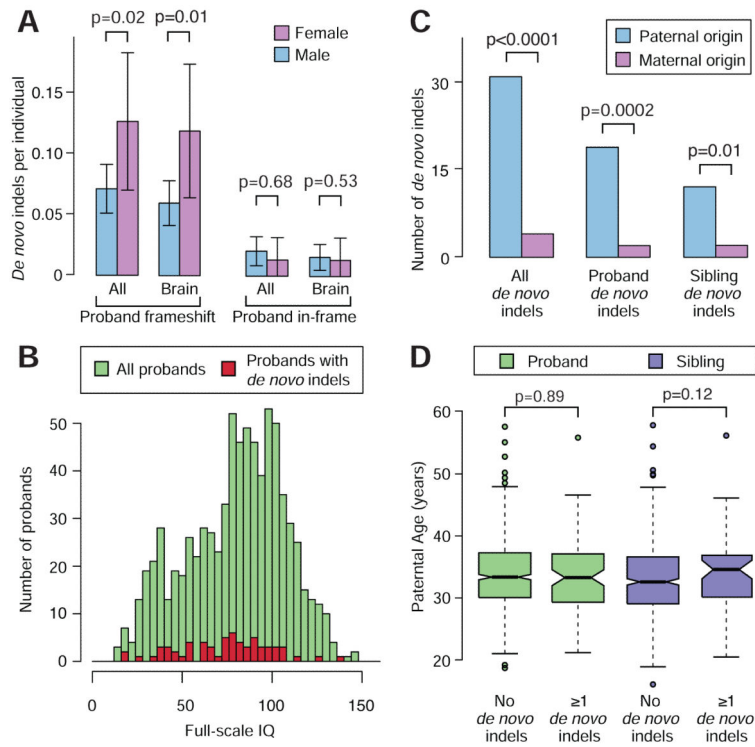 A
p=0.02
p=0.01
Female
Male
De novo indels per individual
0.15
0.10
0.05
0
p=0.68
p=0.53
All
Brain
All
Brain
Proband frameshift
Proband in-frame
C
p<0.0001
Paternal origin
Maternal origin
Number of de novo indels
30
15
0
p=0.0002
p=0.01
All
de novo
indels
Proband
de novo
indels
Sibling
de novo
indels
B
All probands
Probands with
de novo indels
Number of probands
50
40
30
20
10
0
0
50
100
150
Full-scale IQ
D
Proband
Sibling
p=0.89
p=0.12
Paterntal Age (years)
60
50
40
30
20
No
de novo
indels
≥1
de novo
indels
No
de novo
indels
≥1
de novo
indels